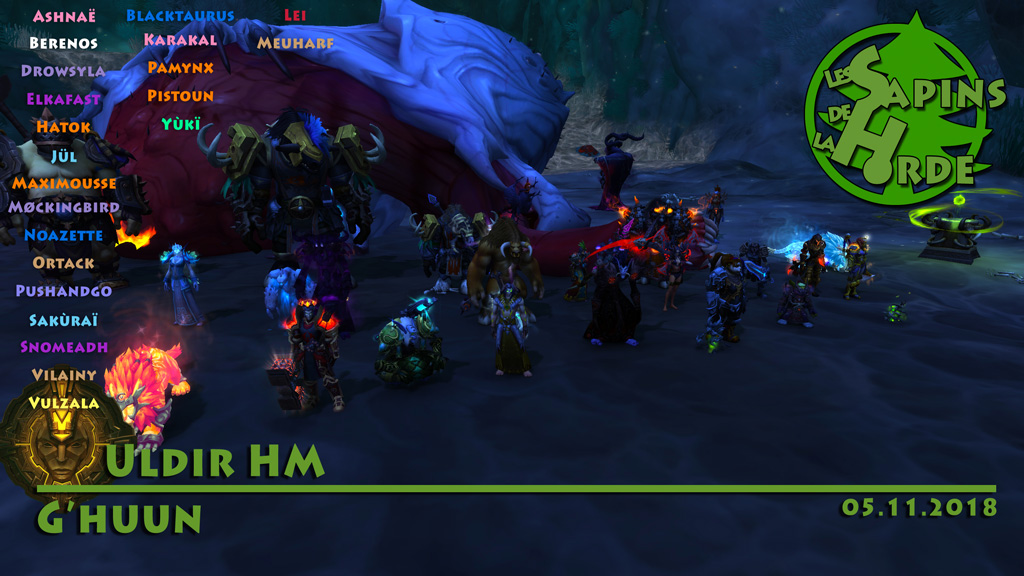 Ashnaë
Berenos
Drowsyla
Elkafast
Hatok
Jül
Maximousse
Møckingbird
Noazette
Ortack
Pushandgo
Sakùraï
Snomeadh
Vilainy
Vulzala
Blacktaurus
Karakal
Pamynx
Pistoun
Yùkï
Lei
Meuharf
Les Sapins
de
la Horde
Uldir HM
G'huun
05.11.2018